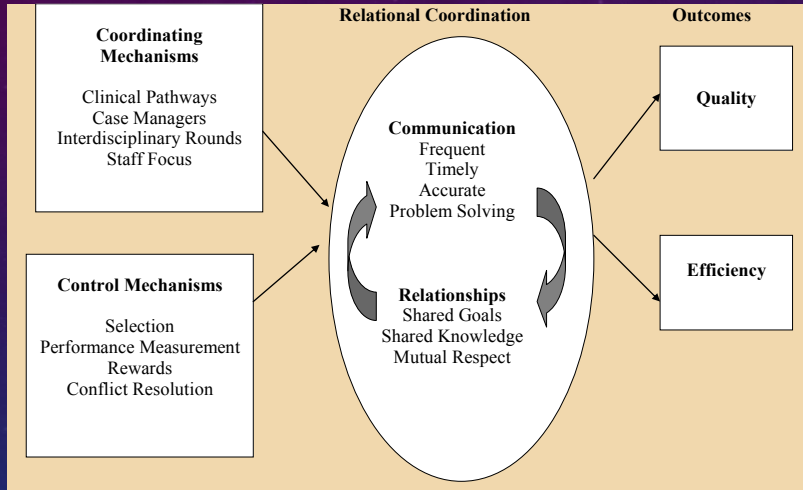 Relational Coordination
Outcomes
Coordinating
Mechanisms
Clinical Pathways
Case Managers
Interdisciplinary Rounds
Staff Focus
Control Mechanisms
Selection
Performance Measurement
Rewards
Conflict Resolution
Communication
Frequent
Timely
Accurate
Problem Solving
Relationships
Shared Goals
Shared Knowledge
Mutual Respect
Quality
Efficiency